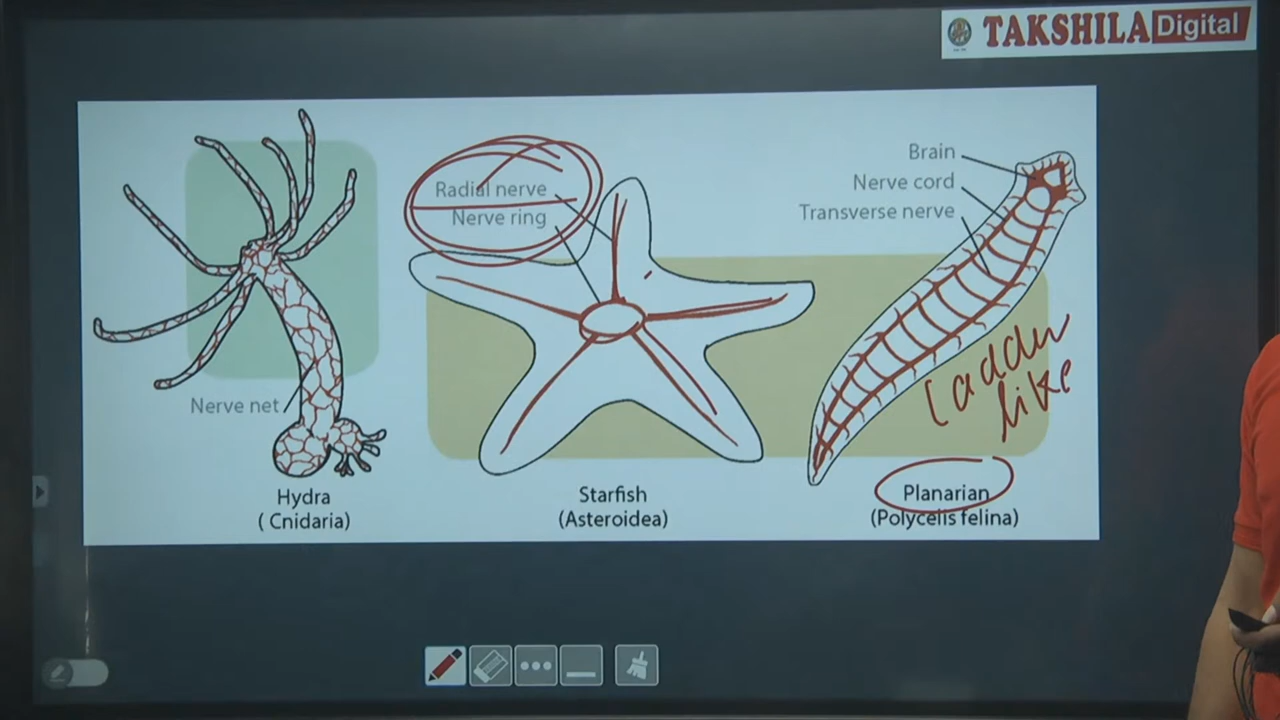 TAKSHILA Digital
Brain
Radial nerve
Nerve cord
Nerve ring
Transverse nerve
Nerve net
Ladder
like
Hydra
( Cnidaria)
Starfish
(Asteroidea)
Planarian
(Polycelis felina)